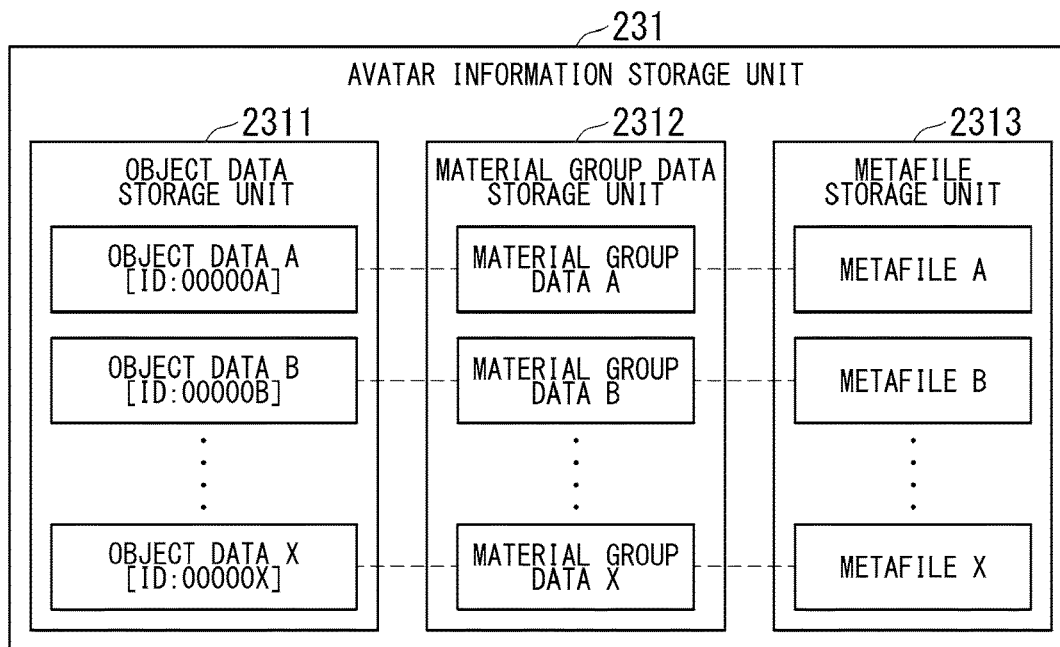 231
AVATAR INFORMATION STORAGE UNIT
2311
OBJECT DATA
STORAGE UNIT
OBJECT DATA A
[ID:00000A]
OBJECT DATA B
[ID:00000B]
OBJECT DATA X
[ID:00000X]
2312
MATERIAL GROUP DATA
STORAGE UNIT
MATERIAL GROUP
DATA A
MATERIAL GROUP
DATA B
MATERIAL GROUP
DATA X
2313
METAFILE
STORAGE UNIT
METAFILE A
METAFILE B
METAFILE X